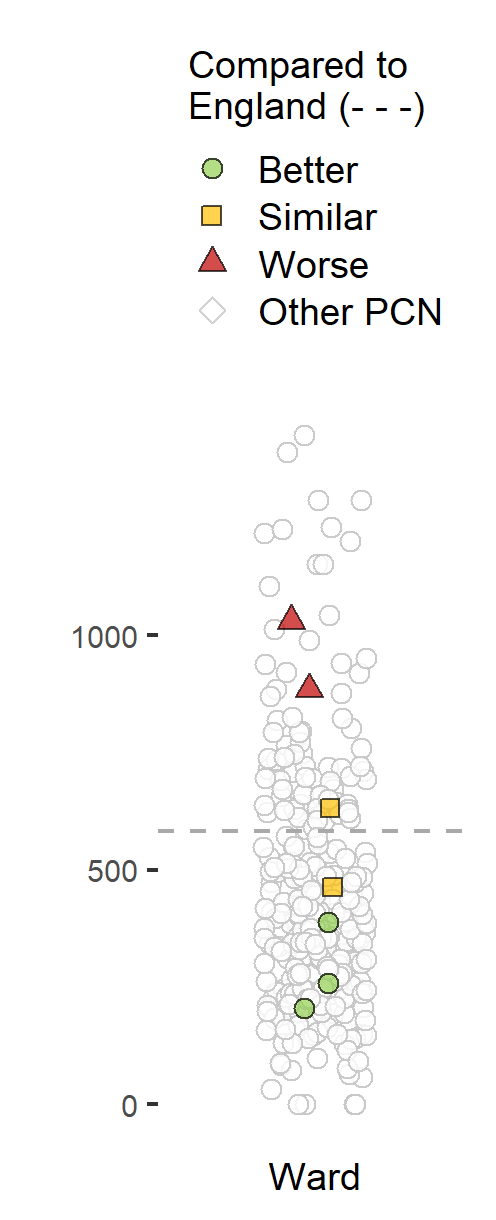 Compared to
England (- - -)
Better
Similar
Worse
Other PCN
1000
500
0
Ward